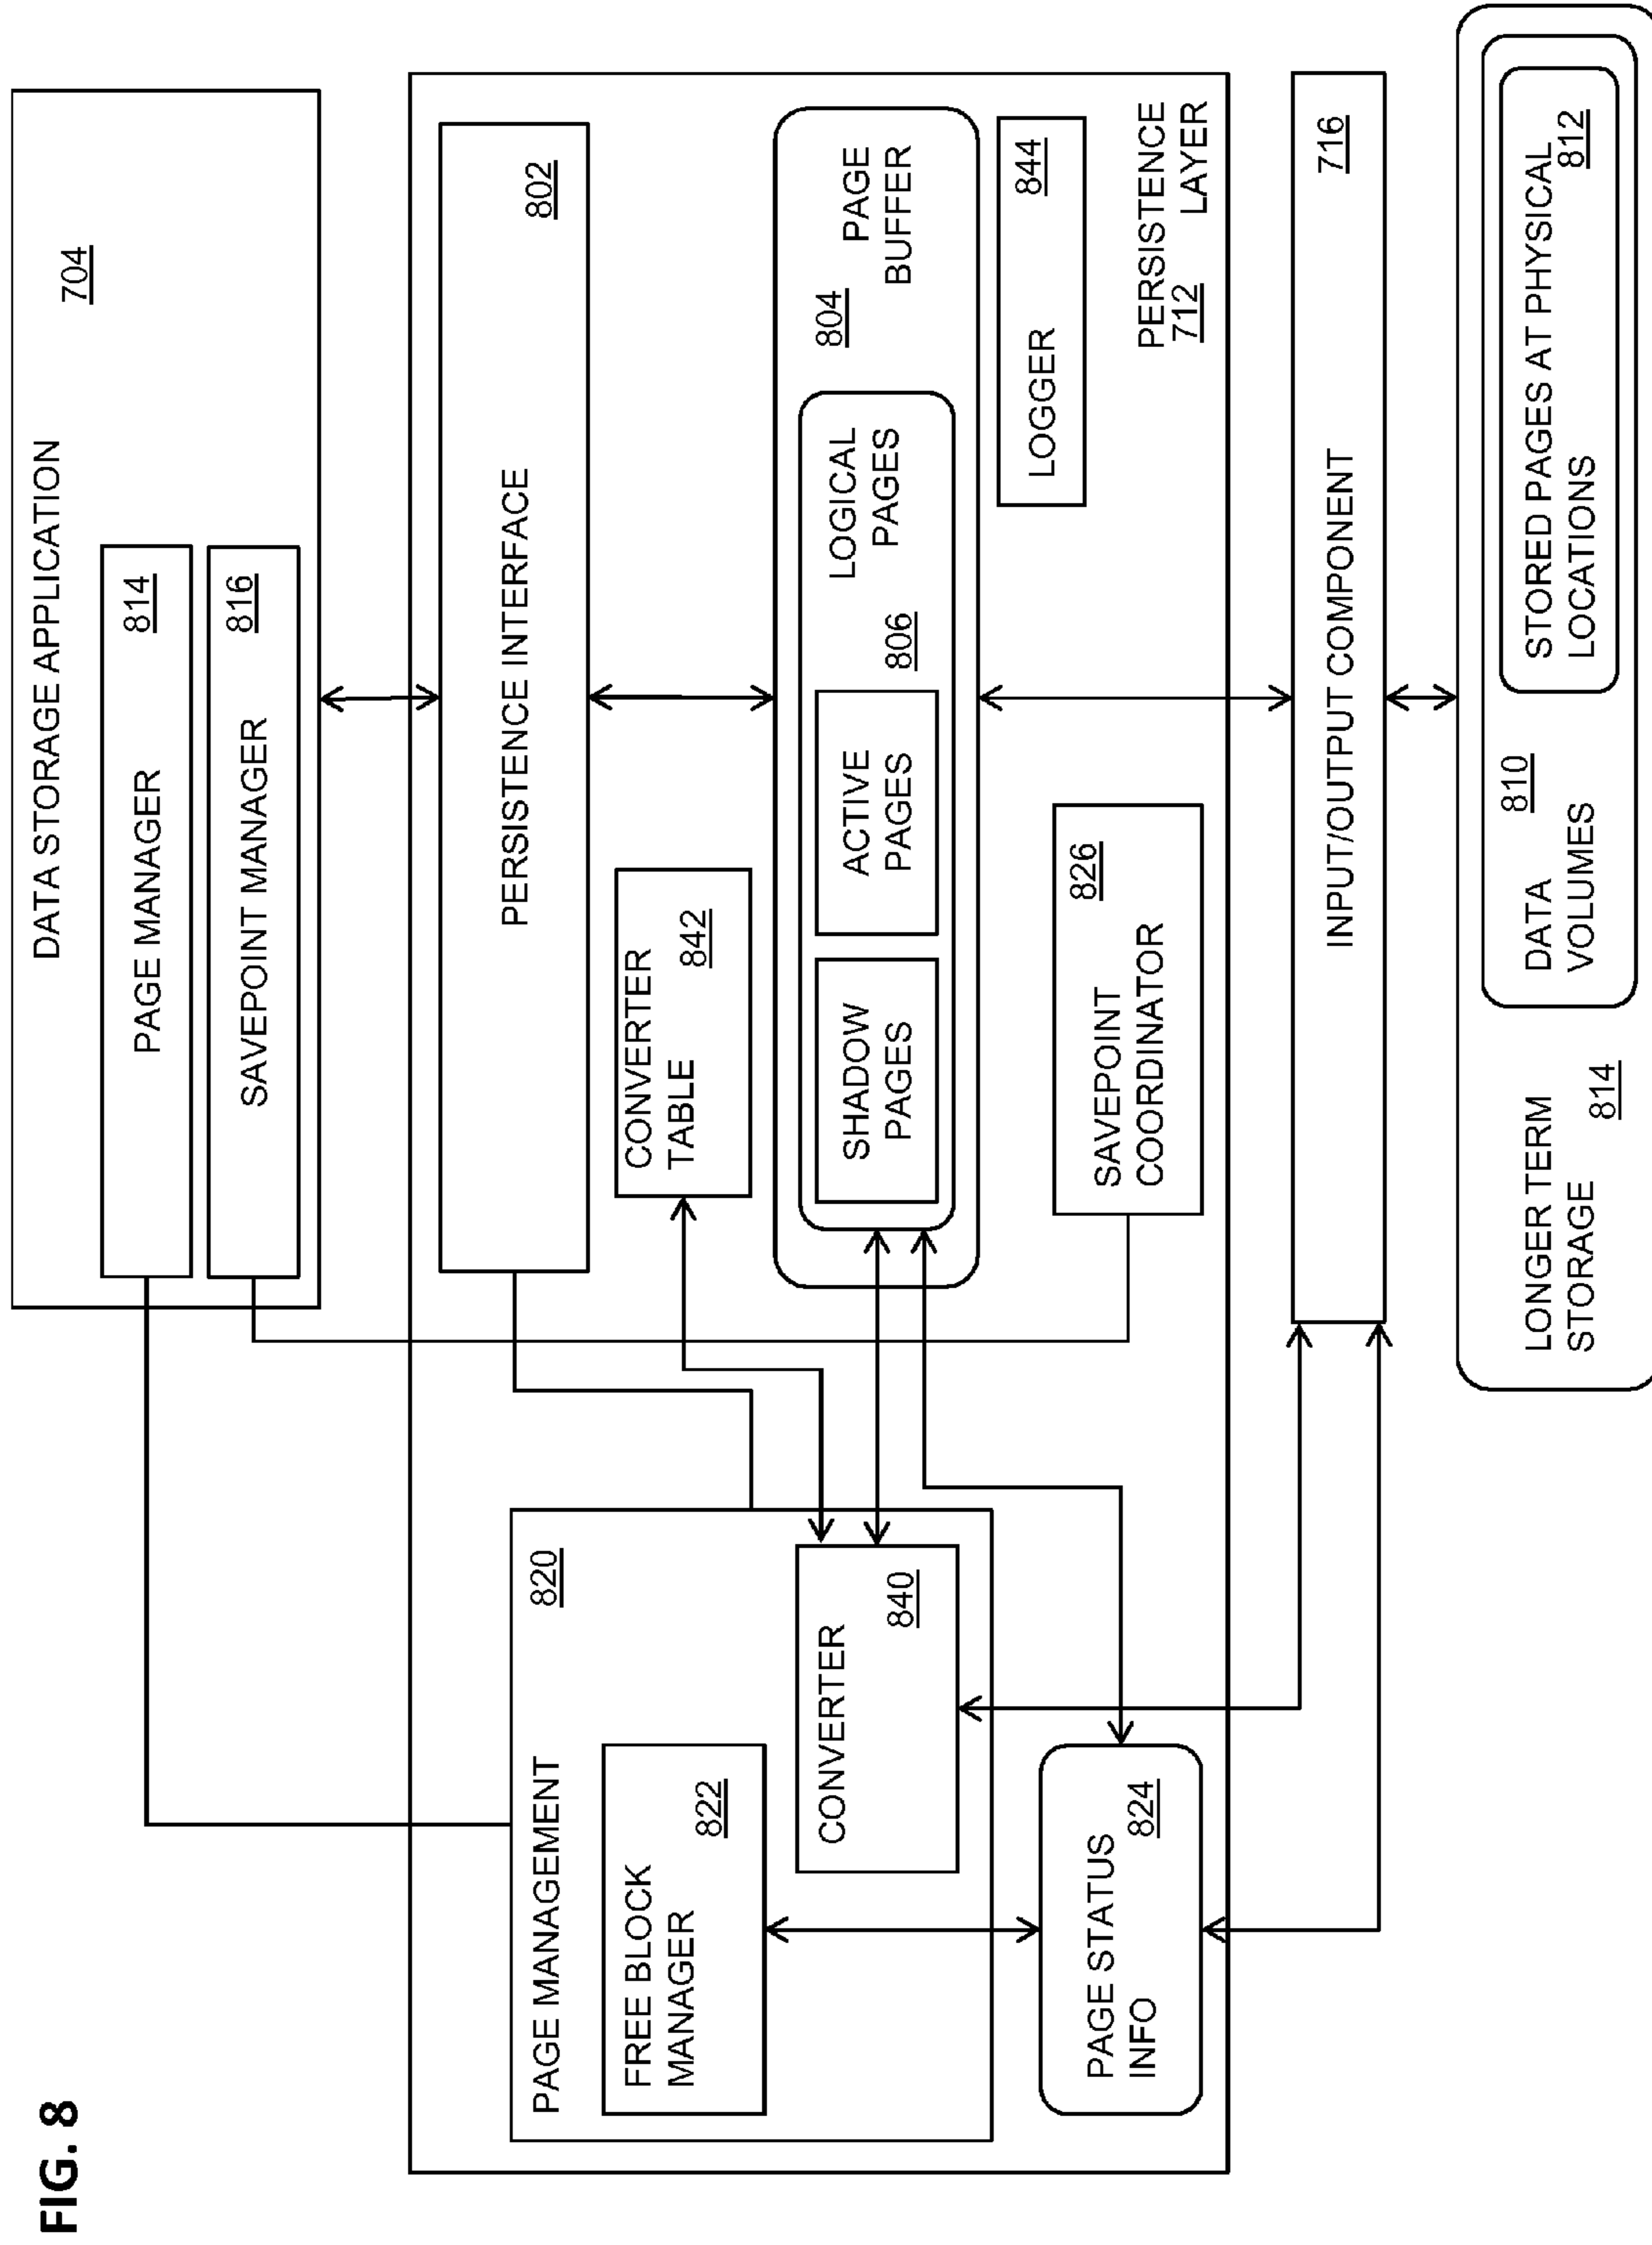 FIG. 8
DATA STORAGE APPLICATION
704
PAGE MANAGER
814
SAVEPOINT MANAGER
816
PERSISTENCE INTERFACE
802
PAGE MANAGEMENT
820
FREE BLOCK
MANAGER
822
CONVERTER
840
CONVERTER
TABLE
842
PAGE
BUFFER
804
LOGICAL
PAGES
806
ACTIVE
PAGES
SHADOW
PAGES
PAGE STATUS
INFO
824
SAVEPOINT
COORDINATOR
826
LOGGER
844
PERSISTENCE
LAYER
712
INPUT/OUTPUT COMPONENT
716
LONGER TERM
STORAGE
814
DATA
VOLUMES
810
STORED PAGES AT PHYSICAL
LOCATIONS
812